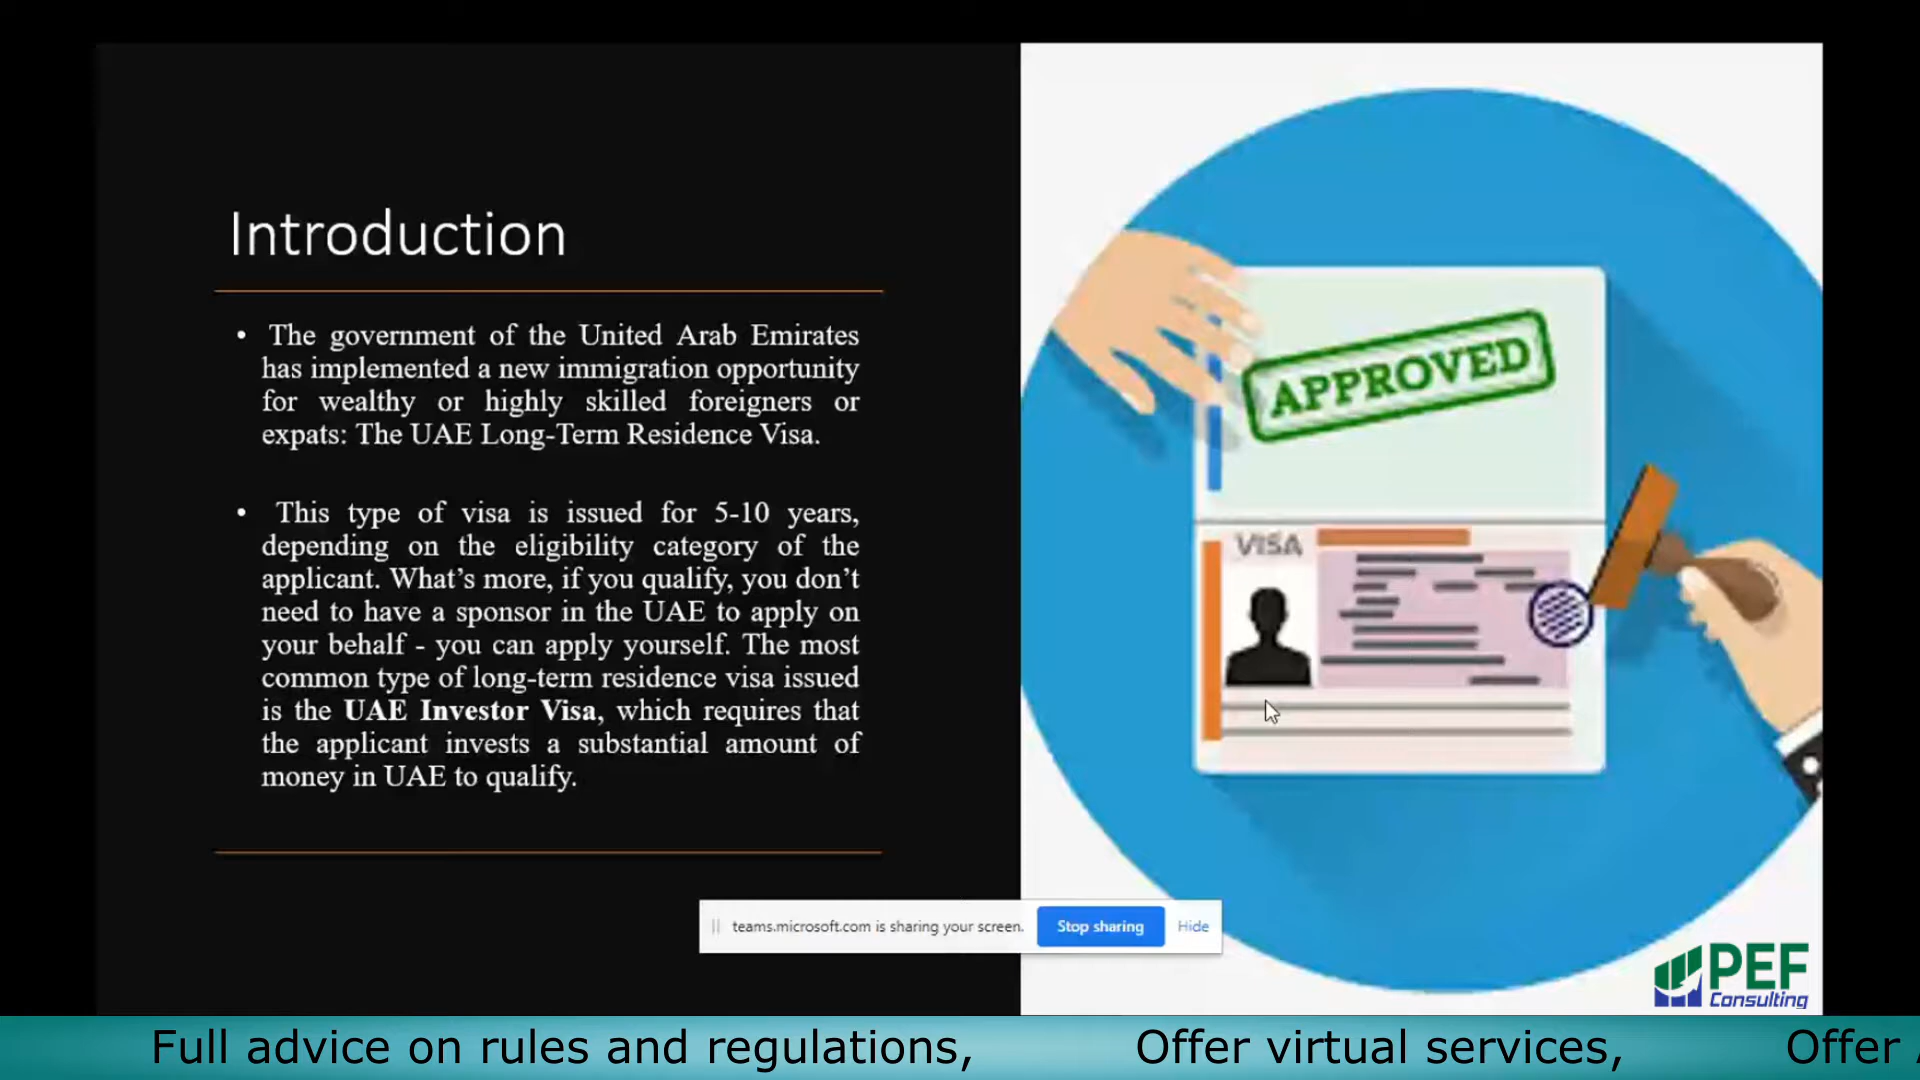 Introduction
• The government of the United Arab Emirates
has implemented a new immigration opportunity
for wealthy or highly skilled foreigners or
expats: The UAE Long-Term Residence Visa.
• This type of visa is issued for 5-10 years,
depending on the eligibility category of the
applicant. What’s more, if you qualify, you don’t
need to have a sponsor in the UAE to apply on
your behalf - you can apply yourself. The most
common type of long-term residence visa issued
is the UAE Investor Visa, which requires that
the applicant invests a substantial amount of
money in UAE to qualify.
APPROVED
VISA
teams.microsoft.com is sharing your screen.
Stop sharing
Hide
PEF
Consulting
Full advice on rules and regulations, Offer virtual services, Offer